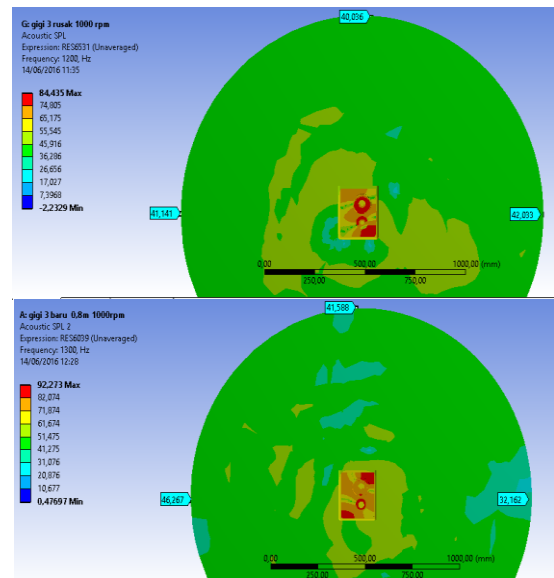 G: gigi 3 rusak 1000 rpm
Acoustic SPL
Expression: RES6531 (Unaveraged)
Frequency: 1200, Hz
14/06/2016 11:35
84,435 Max
74,805
65,175
55,545
45,916
36,286
26,656
17,027
7,3968
-2,2329 Min
40,036
41,141
42,033
0,00 500,00 1000,00 (mm)
250,00 750,00
A: gigi 3 baru 0,8m 1000rpm
Acoustic SPL 2
Expression: RES6039 (Unaveraged)
Frequency: 1300, Hz
14/06/2016 12:28
92,273 Max
82,074
71,874
61,674
51,475
41,275
31,076
20,876
10,677
0,47697 Min
41,588
46,267
32,162
0,00 500,00 1000,00 (mm)
250,00 750,00